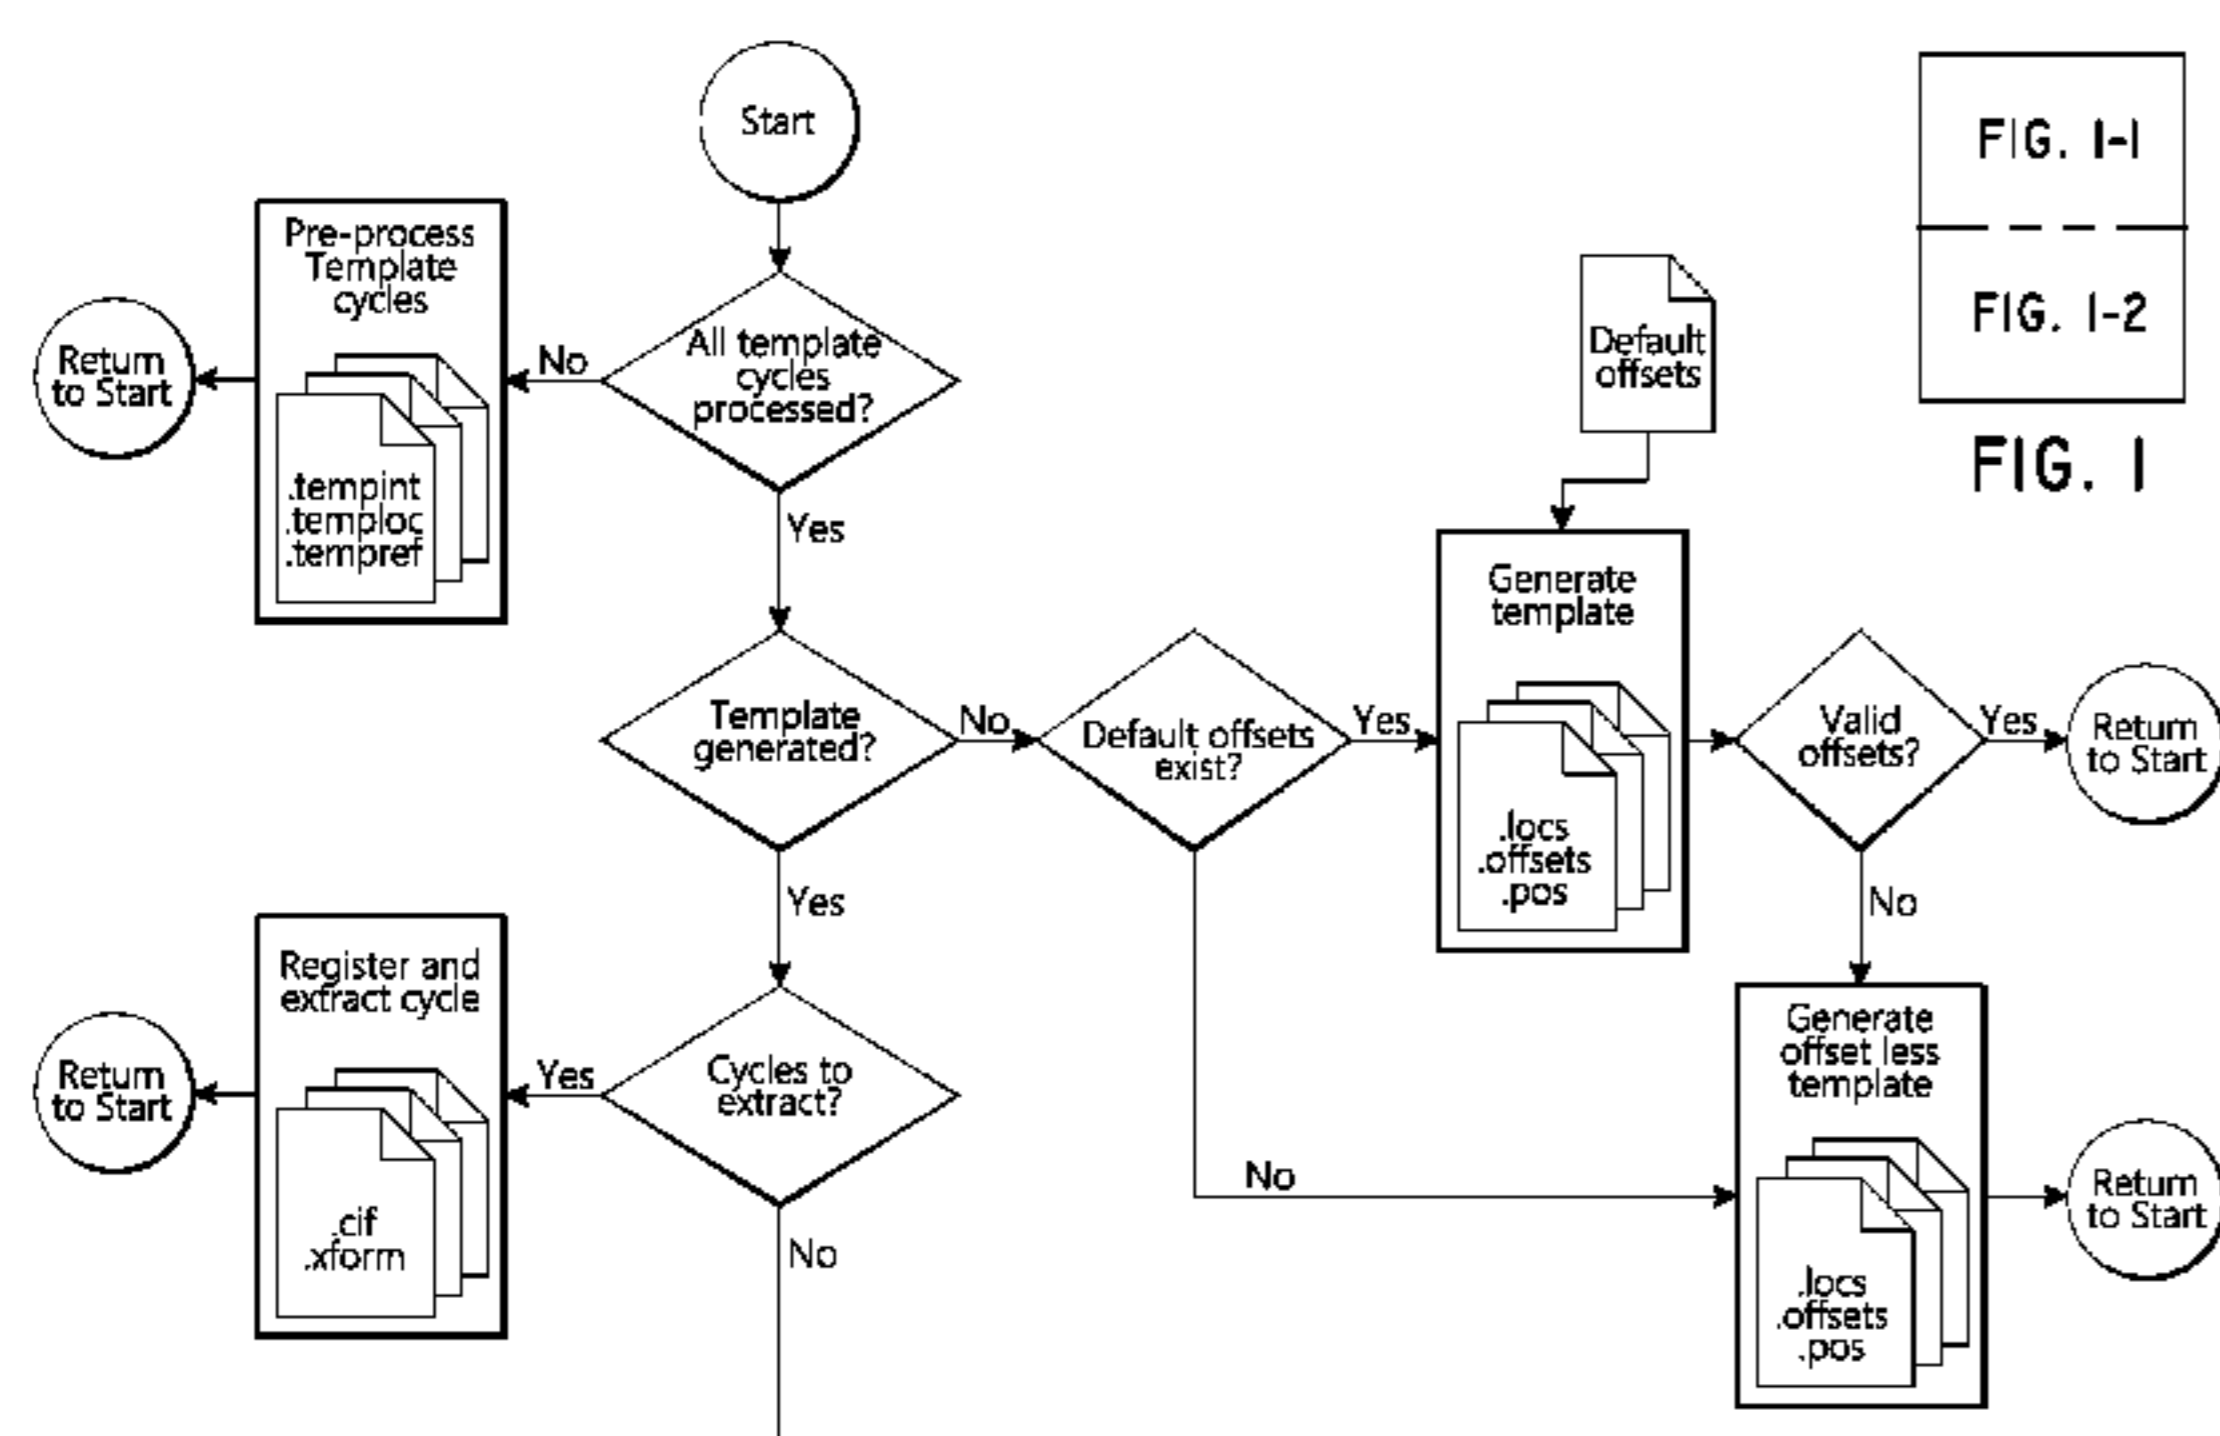 Start
FIG. 1-1
FIG. 1-2
FIG. 1
Pre-process
Template
cycles
.tempint
.temploc
.tempref
Return
to Start
No
All template
cycles
processed?
Yes
Default
offsets
Template
generated?
No
Default offsets
exist?
Yes
Generate
template
.locs
.offsets
.pos
Valid
offsets?
Yes
Return
to Start
No
Yes
Register and
extract cycle
.cif
.xform
Return
to Start
Yes
Cycles to
extract?
No
No
Generate
offset less
template
.locs
.offsets
.pos
Return
to Start